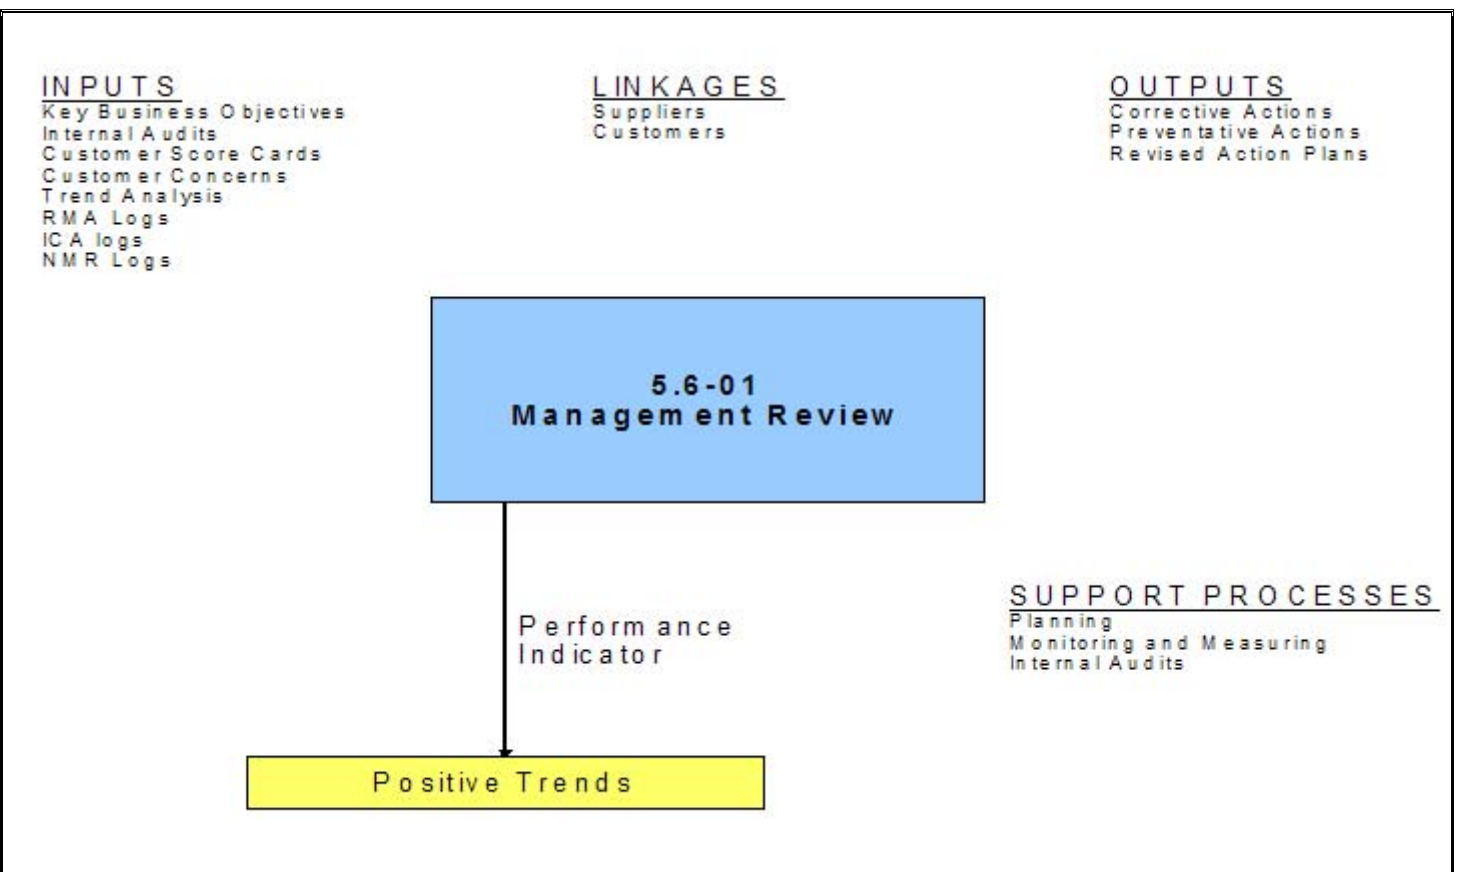 INPUTS
Key Business Objectives
Internal Audits
Customer Score Cards
Customer Concerns
Trend Analysis
RMA Logs
ICA logs
NMR Logs
LINKAGES
Suppliers
Customers
OUTPUTS
Corrective Actions
Preventative Actions
Revised Action Plans
5.6-01
Management Review
Performance
Indicator
SUPPORT PROCESSES
Planning
Monitoring and Measuring
Internal Audits
Positive Trends